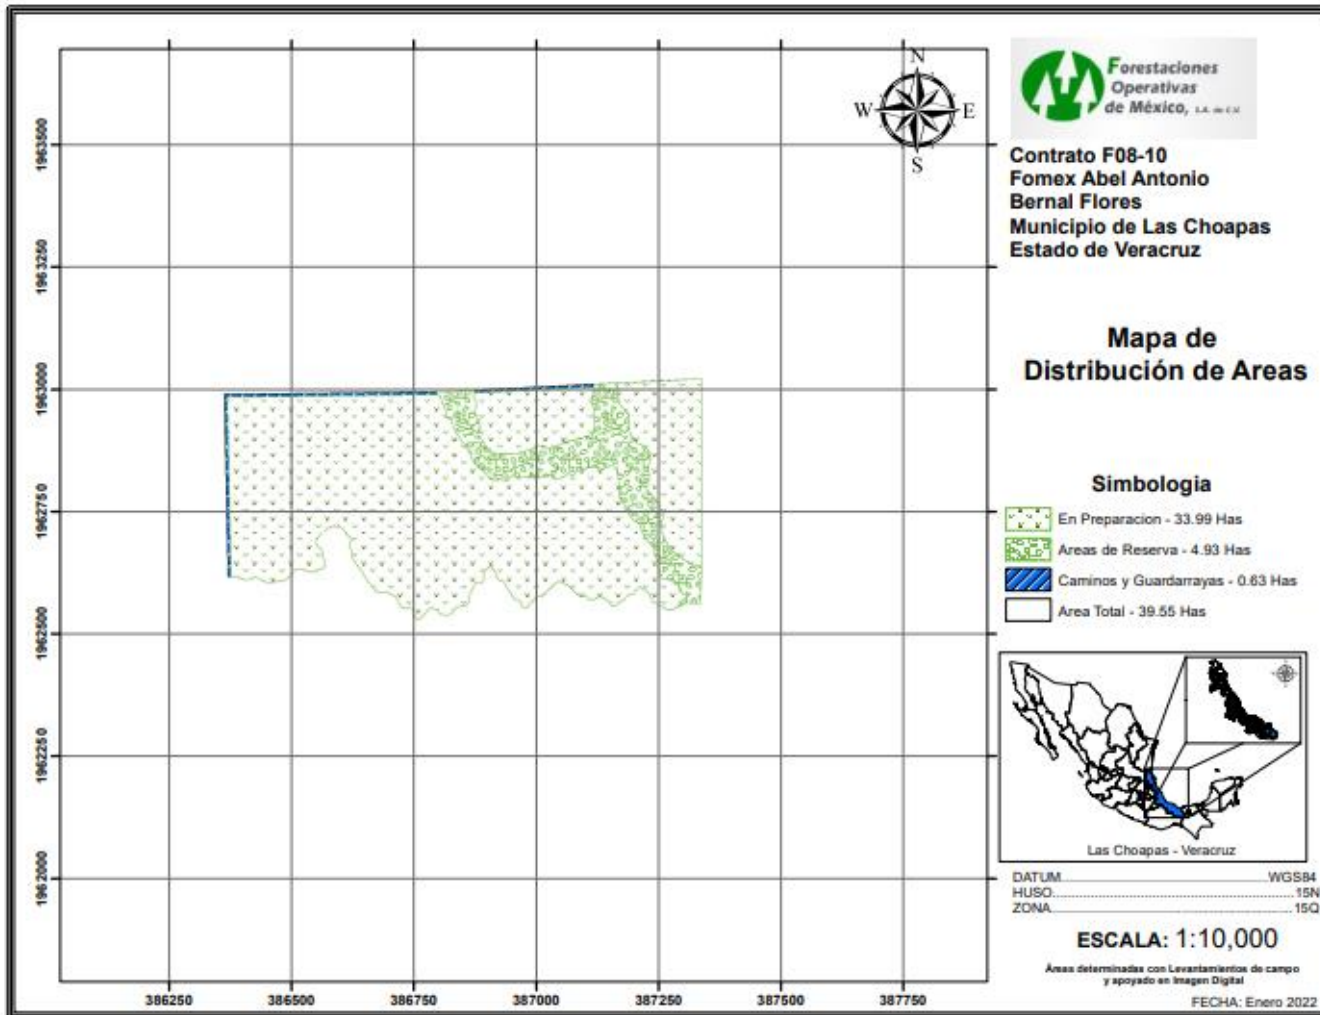 N
W E
S
Forestaciones
Operativas
de México, S.A. de C.V.
Contrato F08-10
Fomex Abel Antonio
Bernal Flores
Municipio de Las Choapas
Estado de Veracruz
Mapa de
Distribución de Areas
Simbologia
En Preparacion - 33.99 Has
Areas de Reserva - 4.93 Has
Caminos y Guardarrayas - 0.63 Has
Area Total - 39.55 Has
Las Choapas - Veracruz
DATUM WGS84
HUSO 15N
ZONA 15Q
ESCALA: 1:10,000
Áreas determinadas con Levantamientos de campo
y apoyado en Imagen Digital
FECHA: Enero 2022
1963500
1963250
1963000
1962750
1962500
1962250
1962000
386250 386500 386750 387000 387250 387500 387750